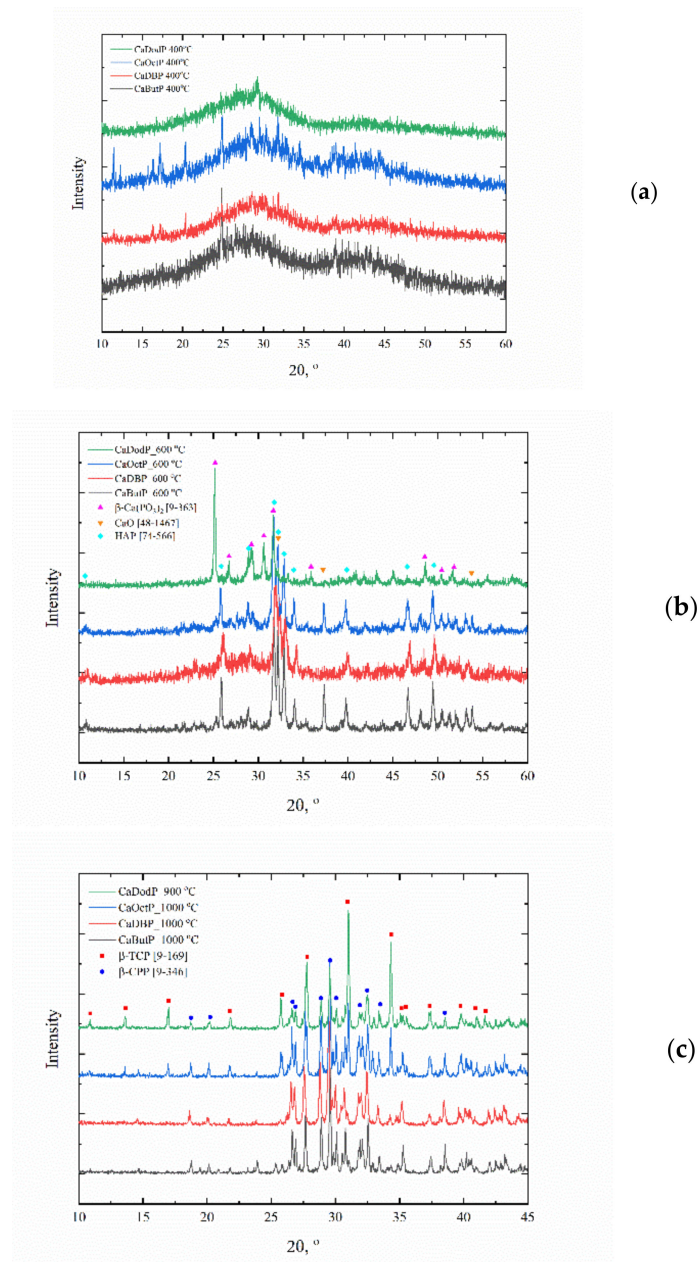 CaDodP 400°C
CaOctP 400°C
CaDBP 400°C
CaButP 400°C
Intensity
10 15 20 25 30 35 40 45 50 55 60
2θ, °
(a)
CaDodP_600 °C
CaOctP_600 °C
CaDBP_600 °C
CaButP_600 °C
β-Ca(PO₃)₂ [9-363]
CaO [48-1467]
HAP [74-566]
Intensity
10 15 20 25 30 35 40 45 50 55 60
2θ, °
(b)
CaDodP_900 °C
CaOctP_1000 °C
CaDBP_1000 °C
CaButP_1000 °C
β-TCP [9-169]
β-CPP [9-346]
Intensity
10 15 20 25 30 35 40 45
2θ, °
(c)